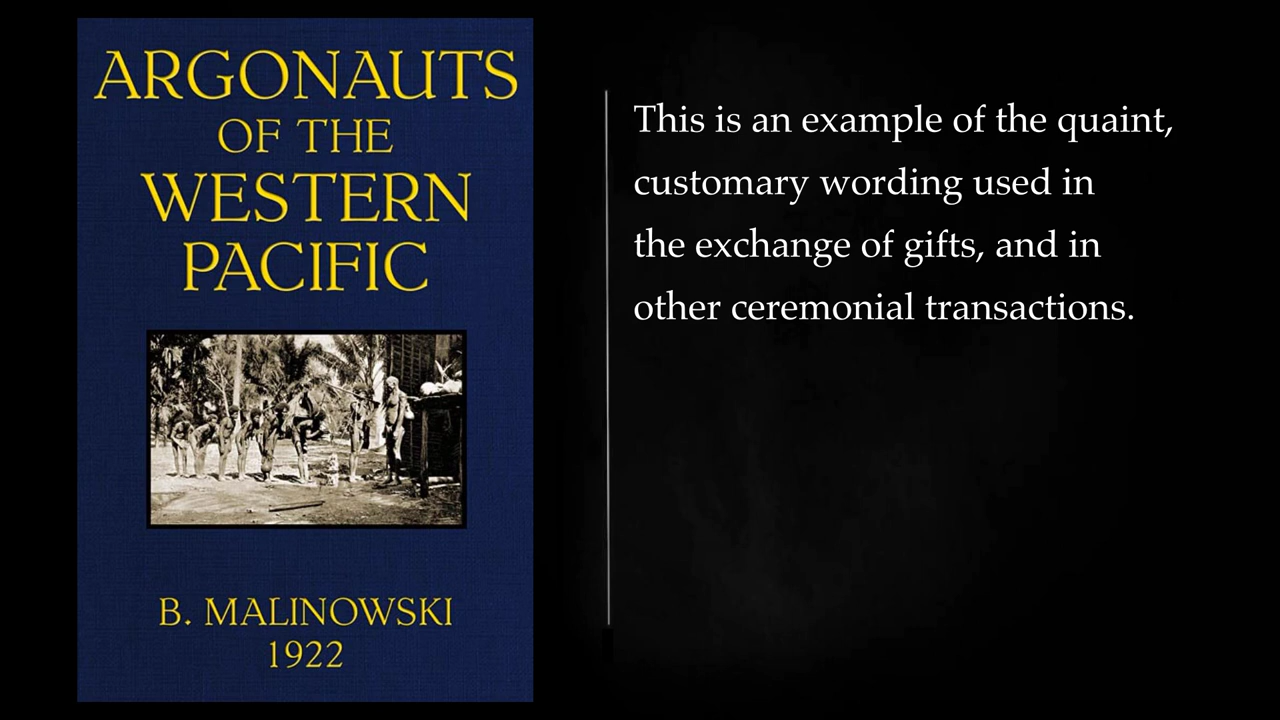 ARGONAUTS
OF THE
WESTERN
PACIFIC
B. MALINOWSKI
1922
This is an example of the quaint,
customary wording used in
the exchange of gifts, and in
other ceremonial transactions.